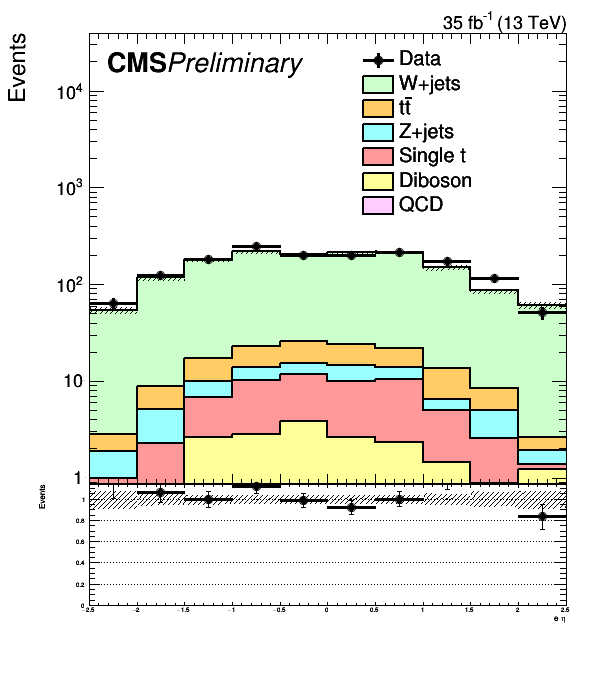 35 fb⁻¹ (13 TeV)
Events
CMSPreliminary
Data
W+jets
tt̄
Z+jets
Single t
Diboson
QCD
10⁴
10³
10²
10
1
Events
1
0.8
0.6
0.4
0.2
0
-2.5 -2 -1.5 -1 -0.5 0 0.5 1 1.5 2 2.5
e η